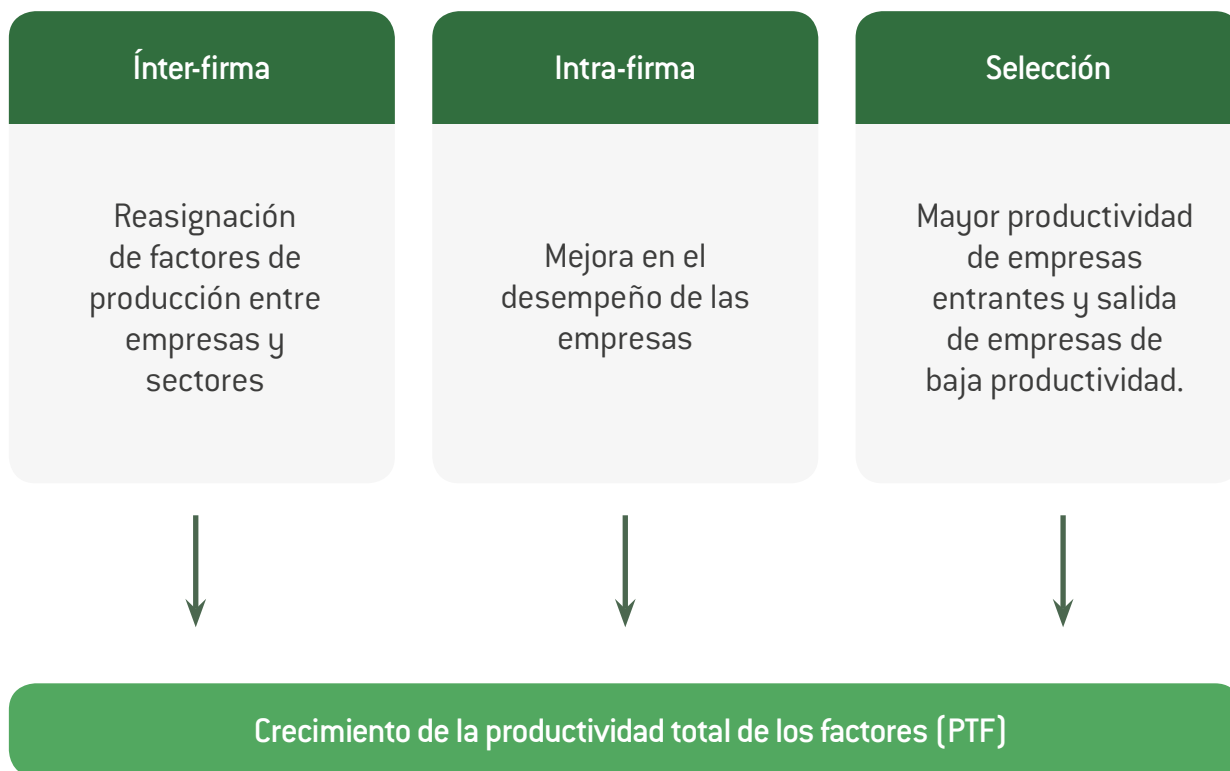 Ínter-firma
Reasignación
de factores de
producción entre
empresas y
sectores
Intra-firma
Mejora en el
desempeño de las
empresas
Selección
Mayor productividad
de empresas
entrantes y salida
de empresas de
baja productividad.
Crecimiento de la productividad total de los factores (PTF)